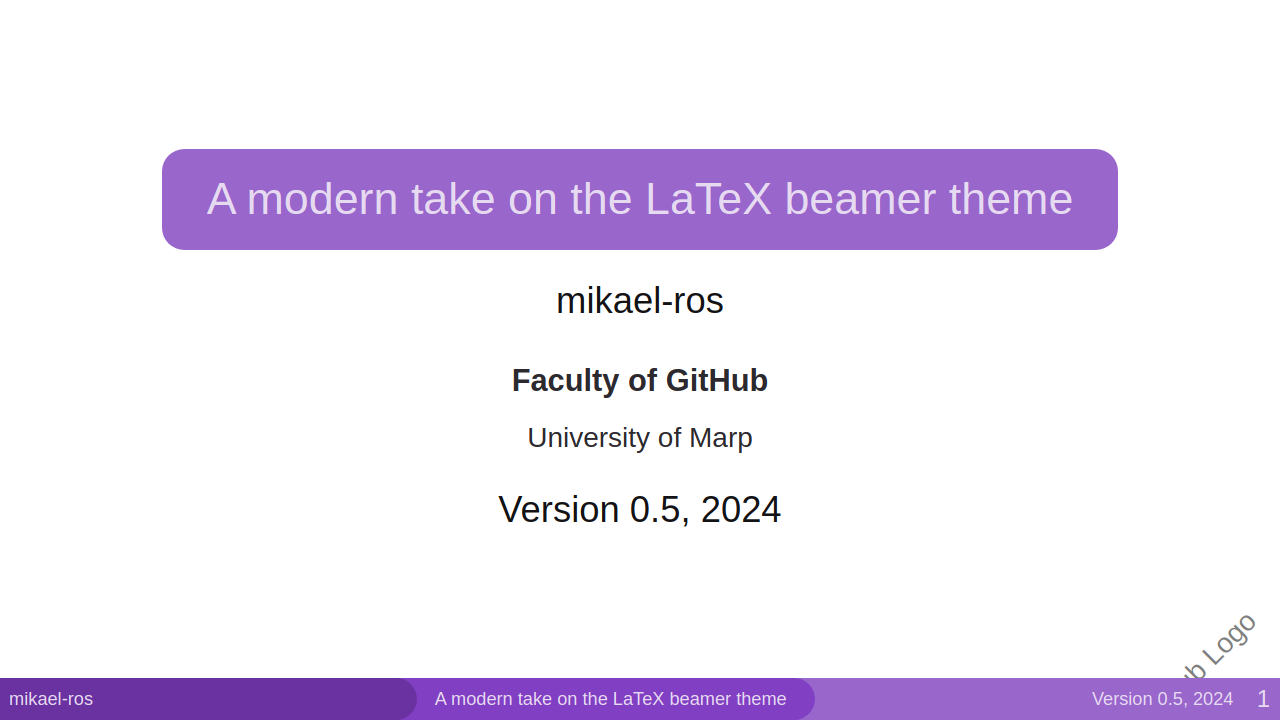 A modern take on the LaTeX beamer theme
mikael-ros
Faculty of GitHub
University of Marp
Version 0.5, 2024
Logo
mikael-ros
A modern take on the LaTeX beamer theme
Version 0.5, 2024
1